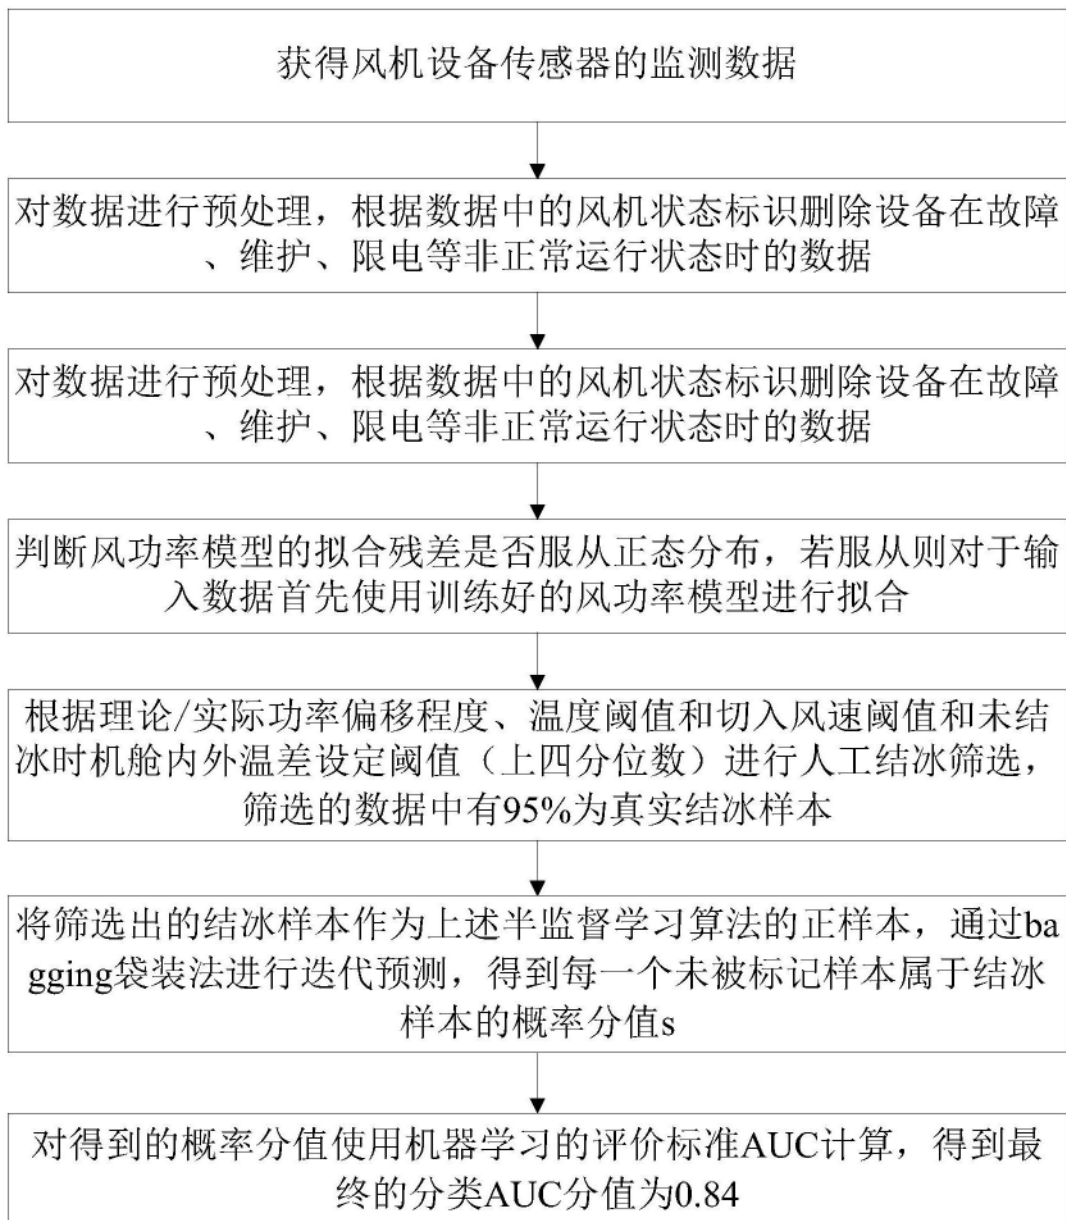 获得风机设备传感器的监测数据
对数据进行预处理，根据数据中的风机状态标识删除设备在故障
、维护、限电等非正常运行状态时的数据
对数据进行预处理，根据数据中的风机状态标识删除设备在故障
、维护、限电等非正常运行状态时的数据
判断风功率模型的拟合残差是否服从正态分布，若服从则对于输
入数据首先使用训练好的风功率模型进行拟合
根据理论/实际功率偏移程度、温度阈值和切入风速阈值和未结
冰时机舱内外温差设定阈值（上四分位数）进行人工结冰筛选，
筛选的数据中有95%为真实结冰样本
将筛选出的结冰样本作为上述半监督学习算法的正样本，通过ba
gging袋装法进行迭代预测，得到每一个未被标记样本属于结冰
样本的概率分值s
对得到的概率分值使用机器学习的评价标准AUC计算，得到最
终的分类AUC分值为0.84